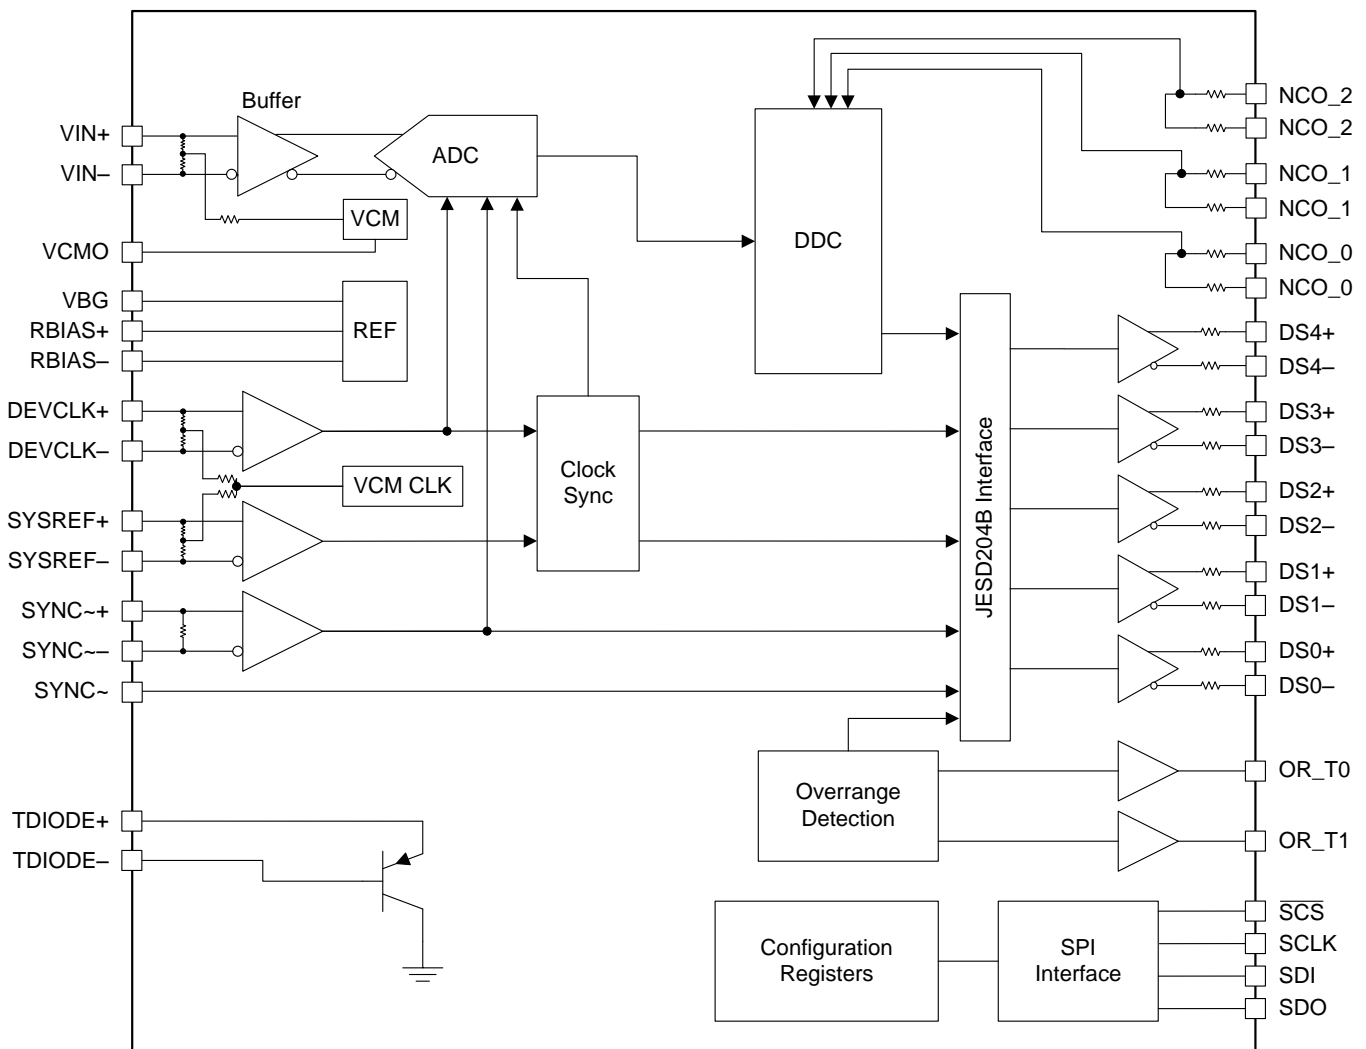 Buffer
VIN+
VIN–
VCMO
VBG
RBIAS+
RBIAS–
DEVCLK+
DEVCLK–
SYSREF+
SYSREF–
SYNC~+
SYNC~–
SYNC~
TDIODE+
TDIODE–
ADC
VCM
REF
VCM CLK
Clock
Sync
DDC
JESD204B Interface
Overrange
Detection
Configuration
Registers
SPI
Interface
NCO_2
NCO_2
NCO_1
NCO_1
NCO_0
NCO_0
DS4+
DS4–
DS3+
DS3–
DS2+
DS2–
DS1+
DS1–
DS0+
DS0–
OR_T0
OR_T1
SCS
SCLK
SDI
SDO